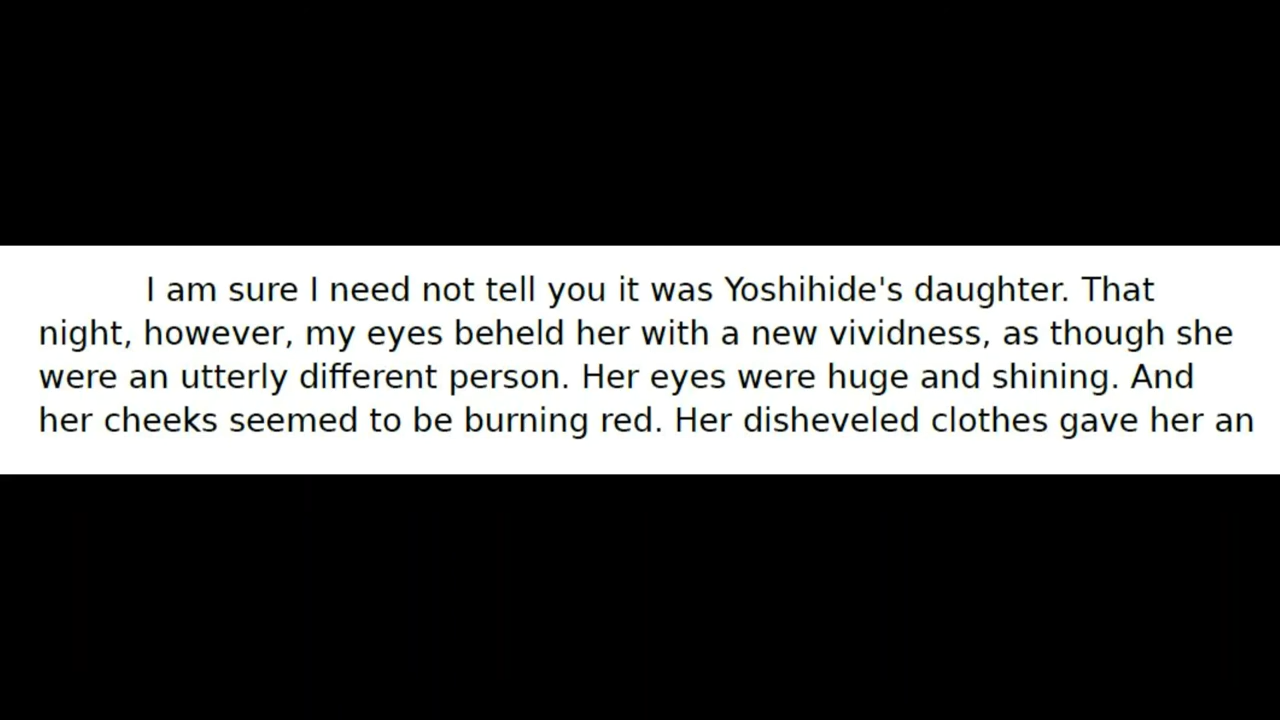 I am sure I need not tell you it was Yoshihide's daughter. That
night, however, my eyes beheld her with a new vividness, as though she
were an utterly different person. Her eyes were huge and shining. And
her cheeks seemed to be burning red. Her disheveled clothes gave her an